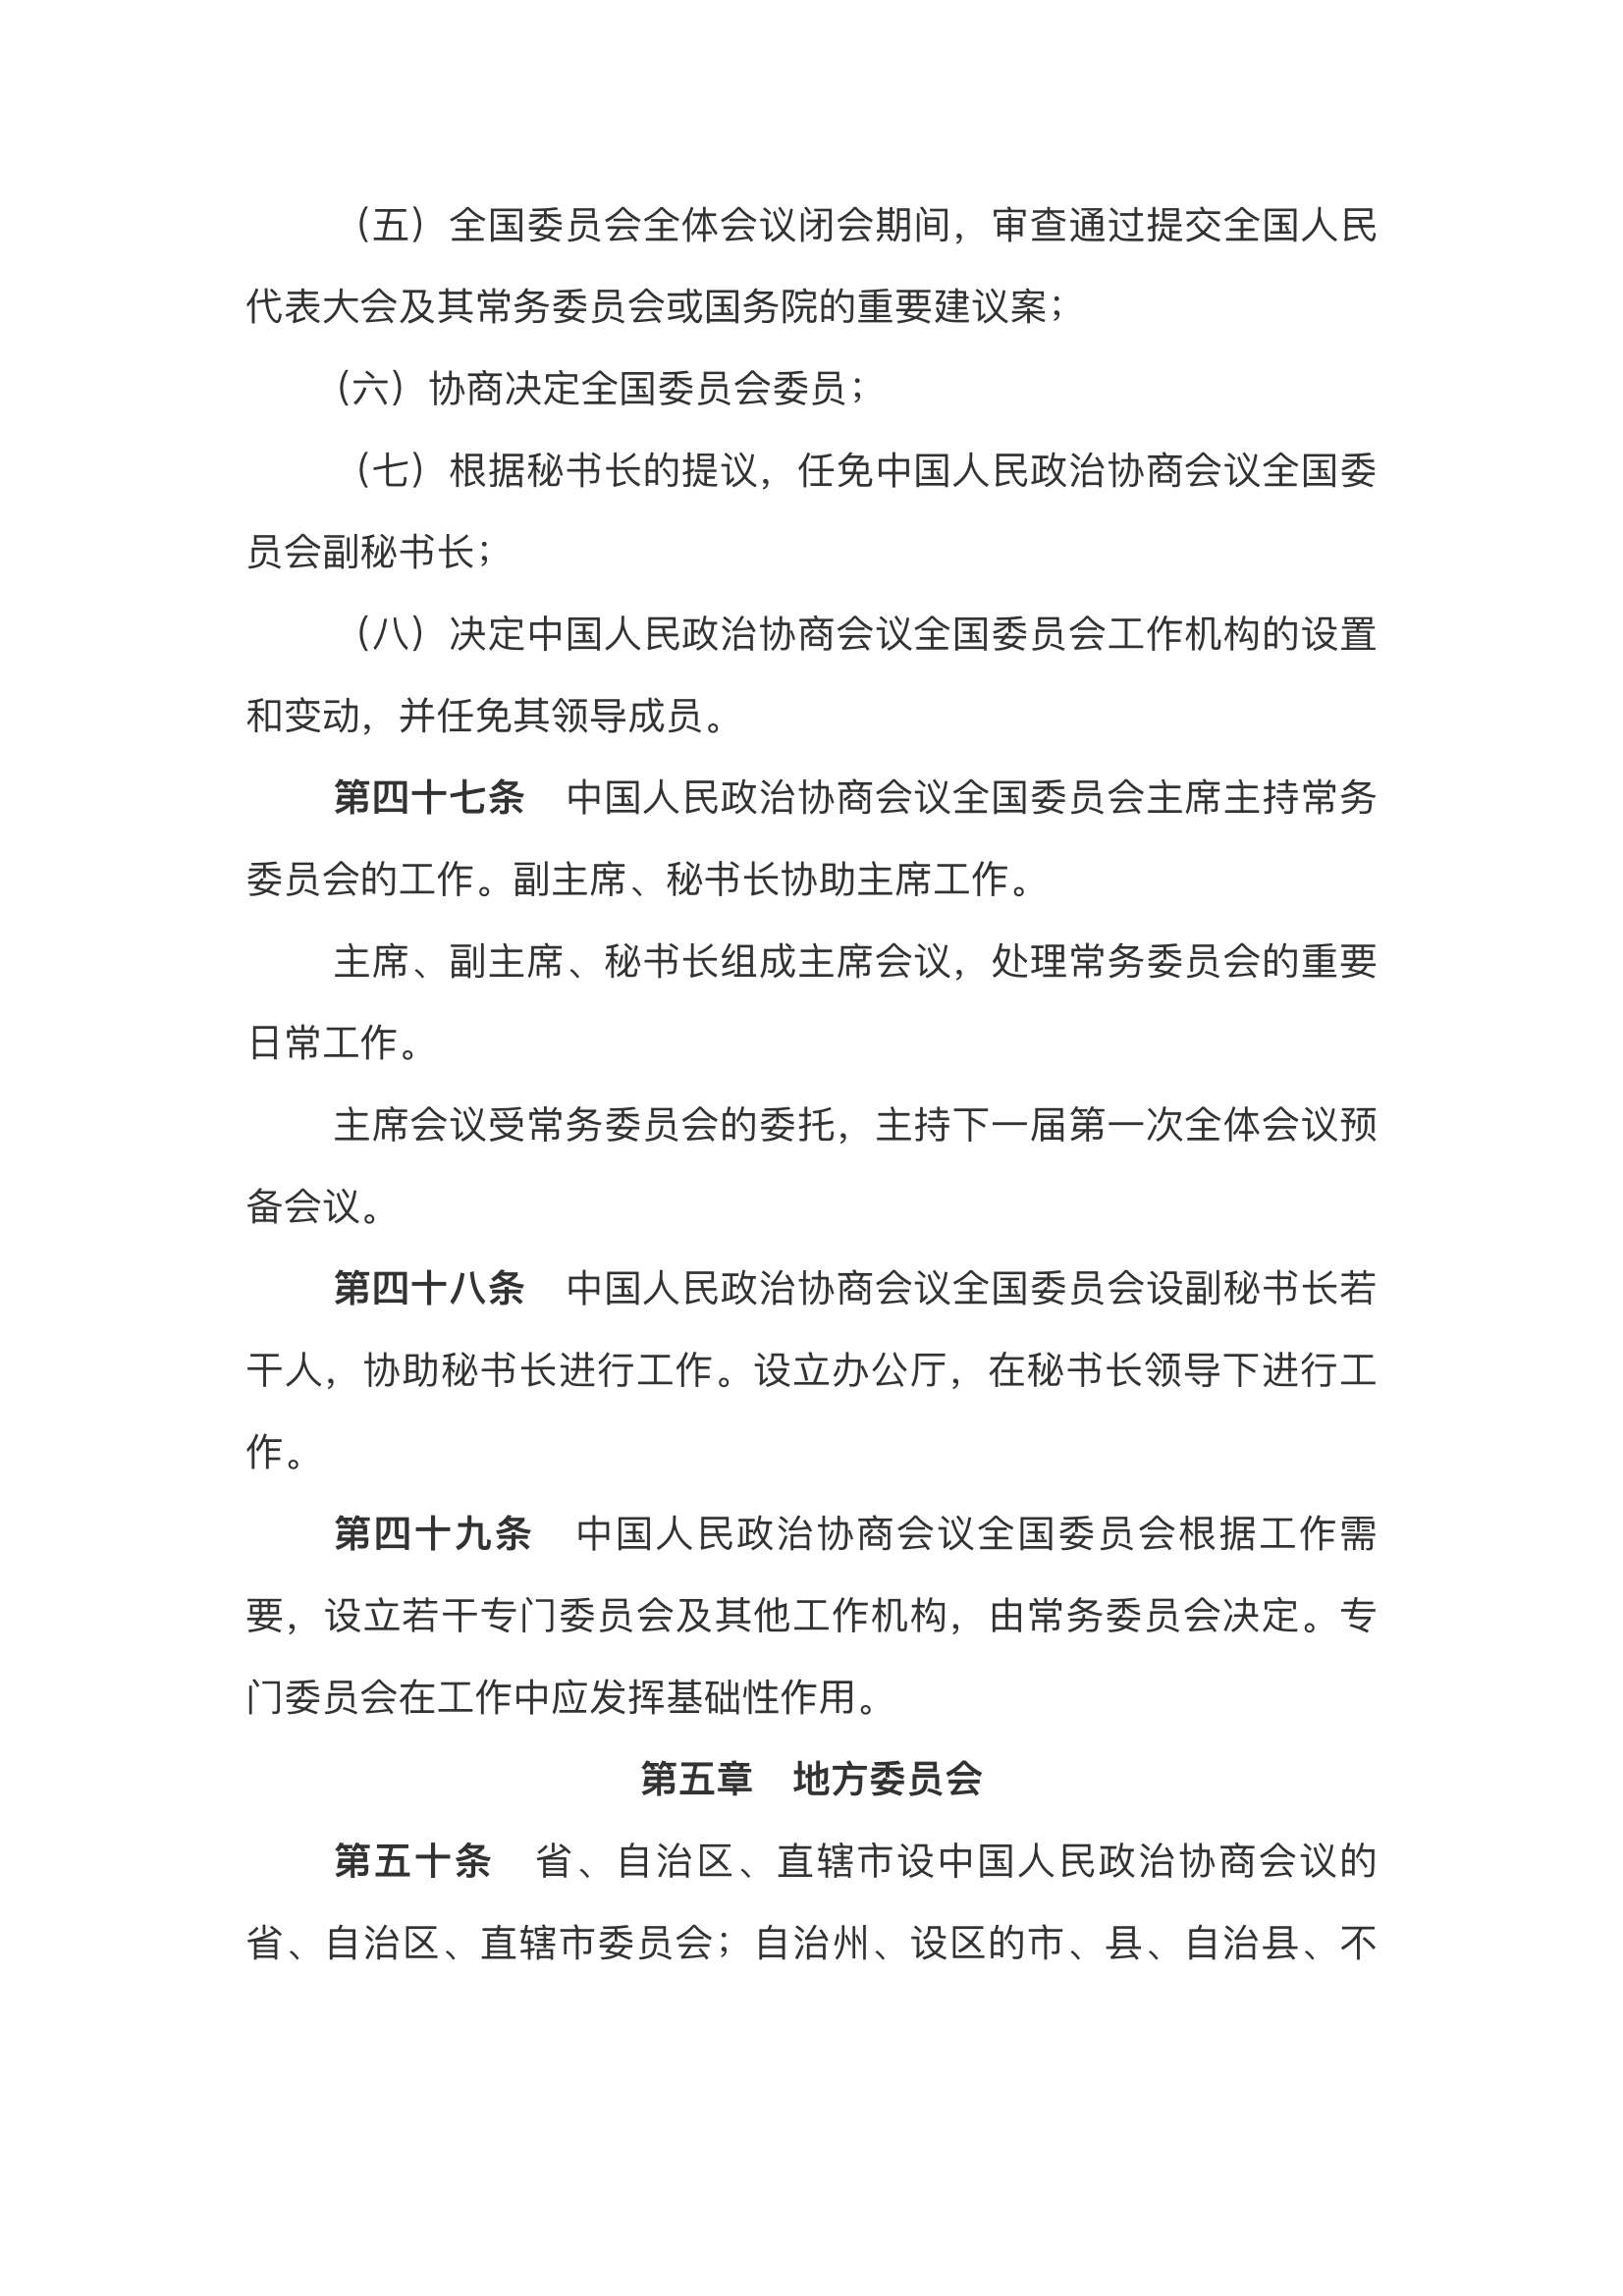 （五）全国委员会全体会议闭会期间，审查通过提交全国人民
代表大会及其常务委员会或国务院的重要建议案；
（六）协商决定全国委员会委员；
（七）根据秘书长的提议，任免中国人民政治协商会议全国委
员会副秘书长；
（八）决定中国人民政治协商会议全国委员会工作机构的设置
和变动，并任免其领导成员。
第四十七条　中国人民政治协商会议全国委员会主席主持常务
委员会的工作。副主席、秘书长协助主席工作。
主席、副主席、秘书长组成主席会议，处理常务委员会的重要
日常工作。
主席会议受常务委员会的委托，主持下一届第一次全体会议预
备会议。
第四十八条　中国人民政治协商会议全国委员会设副秘书长若
干人，协助秘书长进行工作。设立办公厅，在秘书长领导下进行工
作。
第四十九条　中国人民政治协商会议全国委员会根据工作需
要，设立若干专门委员会及其他工作机构，由常务委员会决定。专
门委员会在工作中应发挥基础性作用。
第五章　地方委员会
第五十条　省、自治区、直辖市设中国人民政治协商会议的
省、自治区、直辖市委员会；自治州、设区的市、县、自治县、不